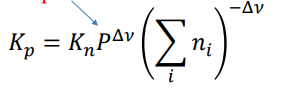 K_p = K_n P^{Δν} (∑_i n_i)^{−Δν}